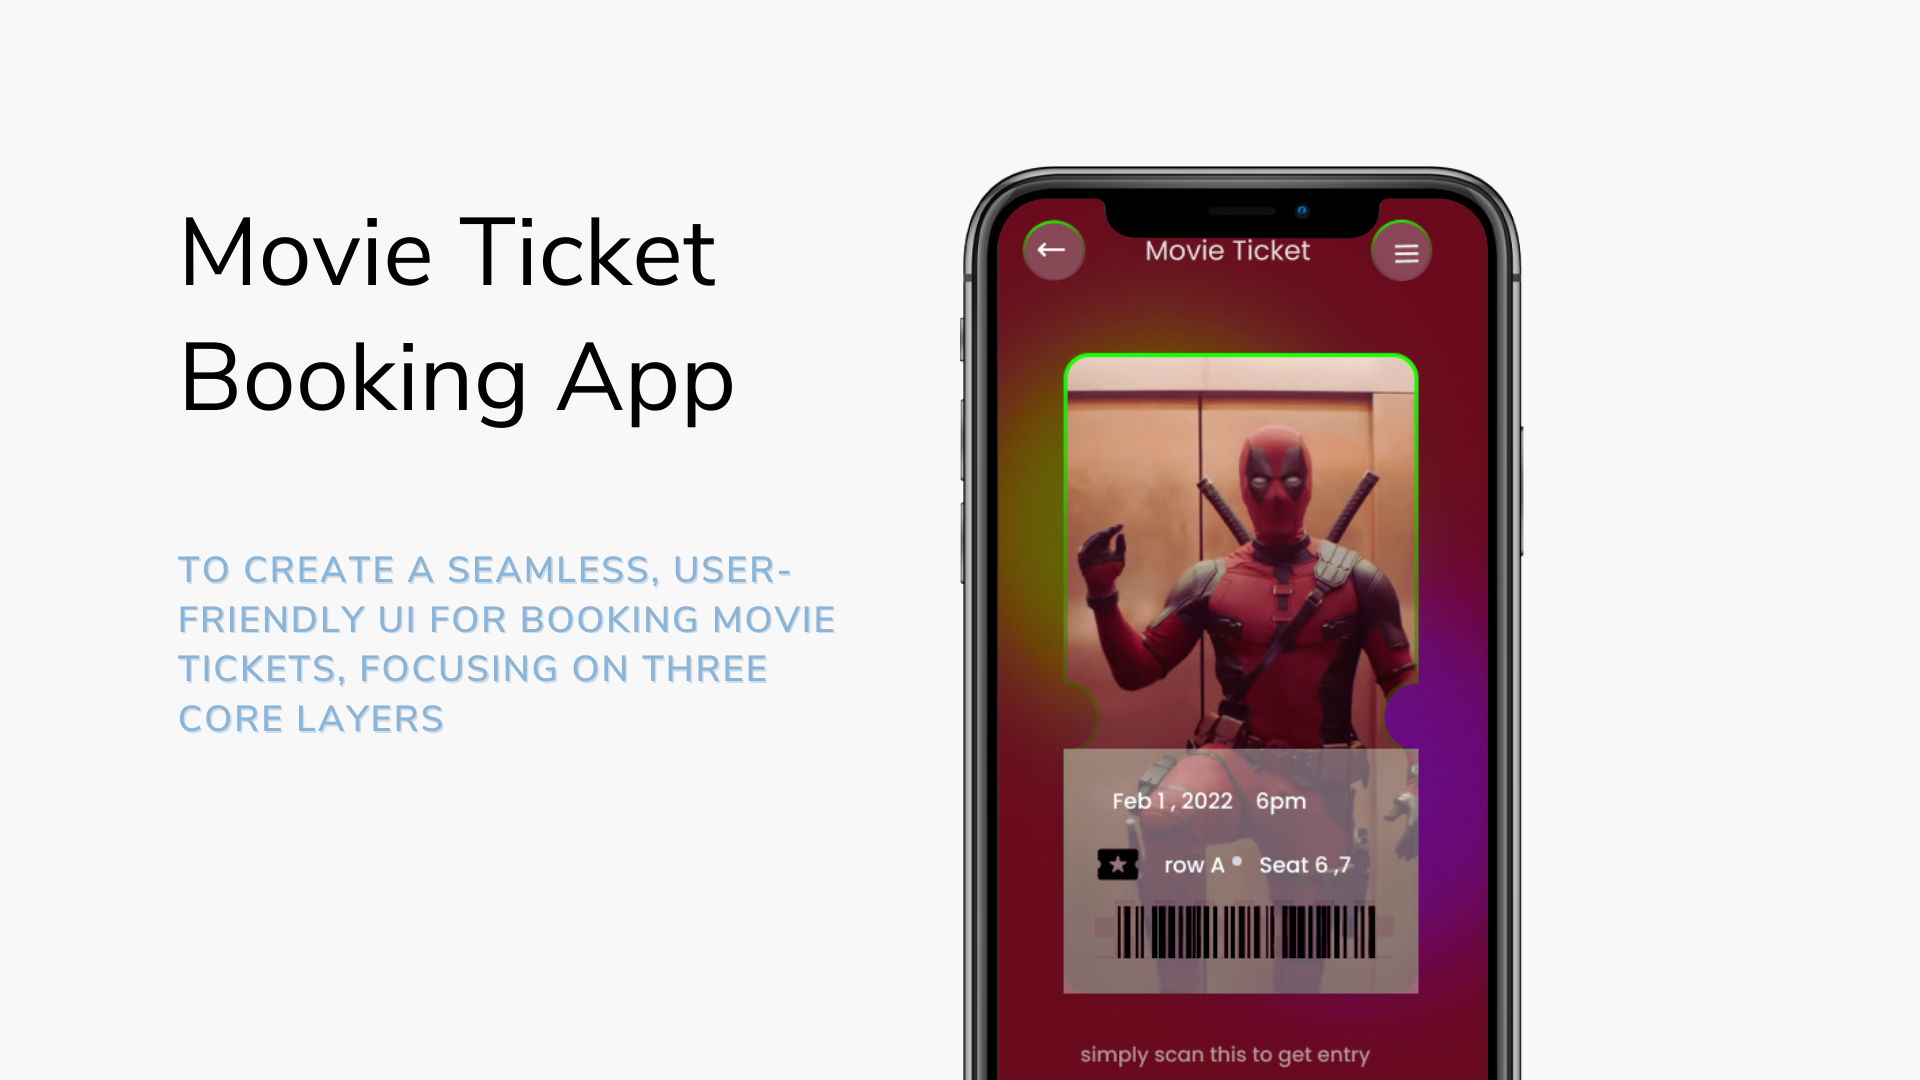 Movie Ticket
Booking App
TO CREATE A SEAMLESS, USER-
FRIENDLY UI FOR BOOKING MOVIE
TICKETS, FOCUSING ON THREE
CORE LAYERS
Movie Ticket
Feb 1 , 2022 6pm
row A • Seat 6 ,7
simply scan this to get entry